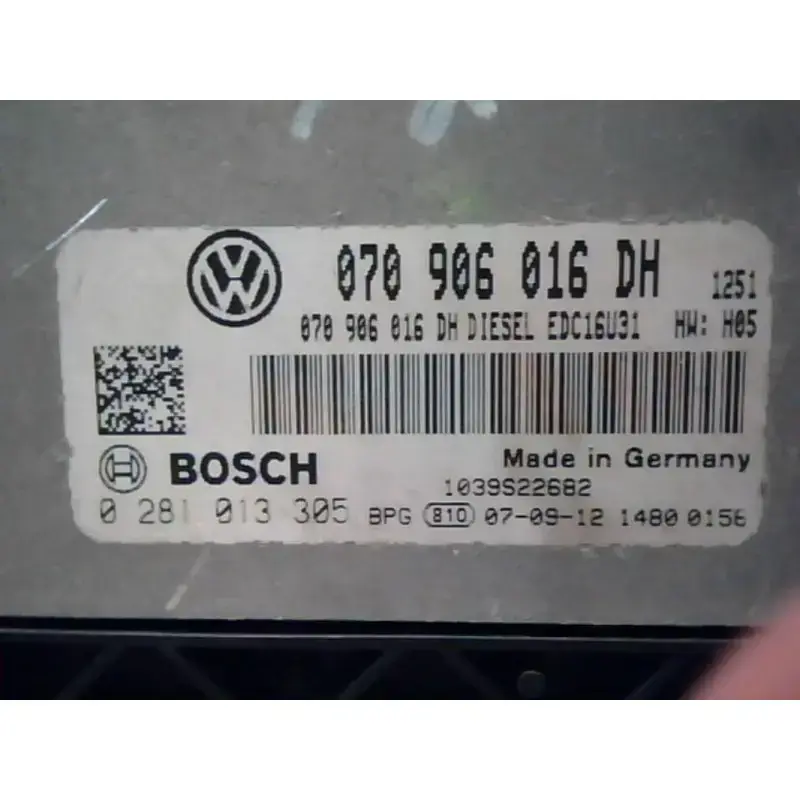 070 906 016 DH 1251
070 906 016 DH DIESEL EDC16U31 HW: H05
BOSCH
Made in Germany
1039S22682
0 281 013 305 BPG 810 07-09-12 1480 0156